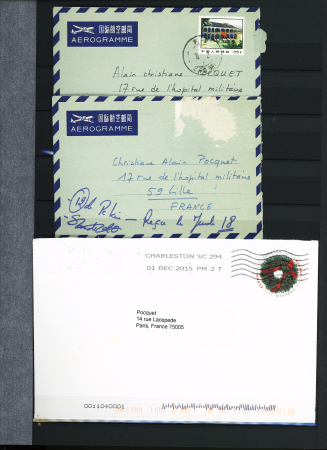 国际航空邮简
AEROGRAMME
Alain christiane POCQUET
17 rue de l'hopital militaire
国际航空邮简
AEROGRAMME
Christiane Alain Pocquet
17 rue de l'hopital militaire
59 Lille
FRANCE
Reçu le Jeudi 18
CHARLESTON SC 294
01 DEC 2015 PM 2 T
Pocquet
14 rue Lacepede
Paris, France 75005
0011040001